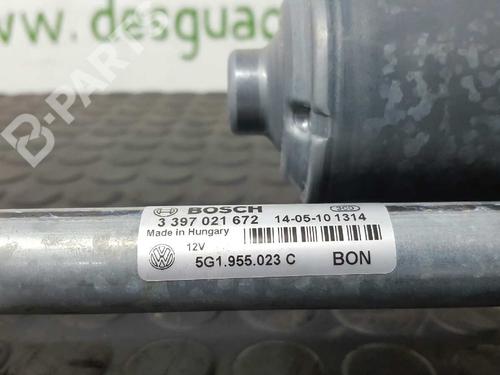 desguac
B-PARTS
BOSCH 303
3 397 021 672 14-05-10 1314
Made in Hungary
12V
5G1.955.023 C BON